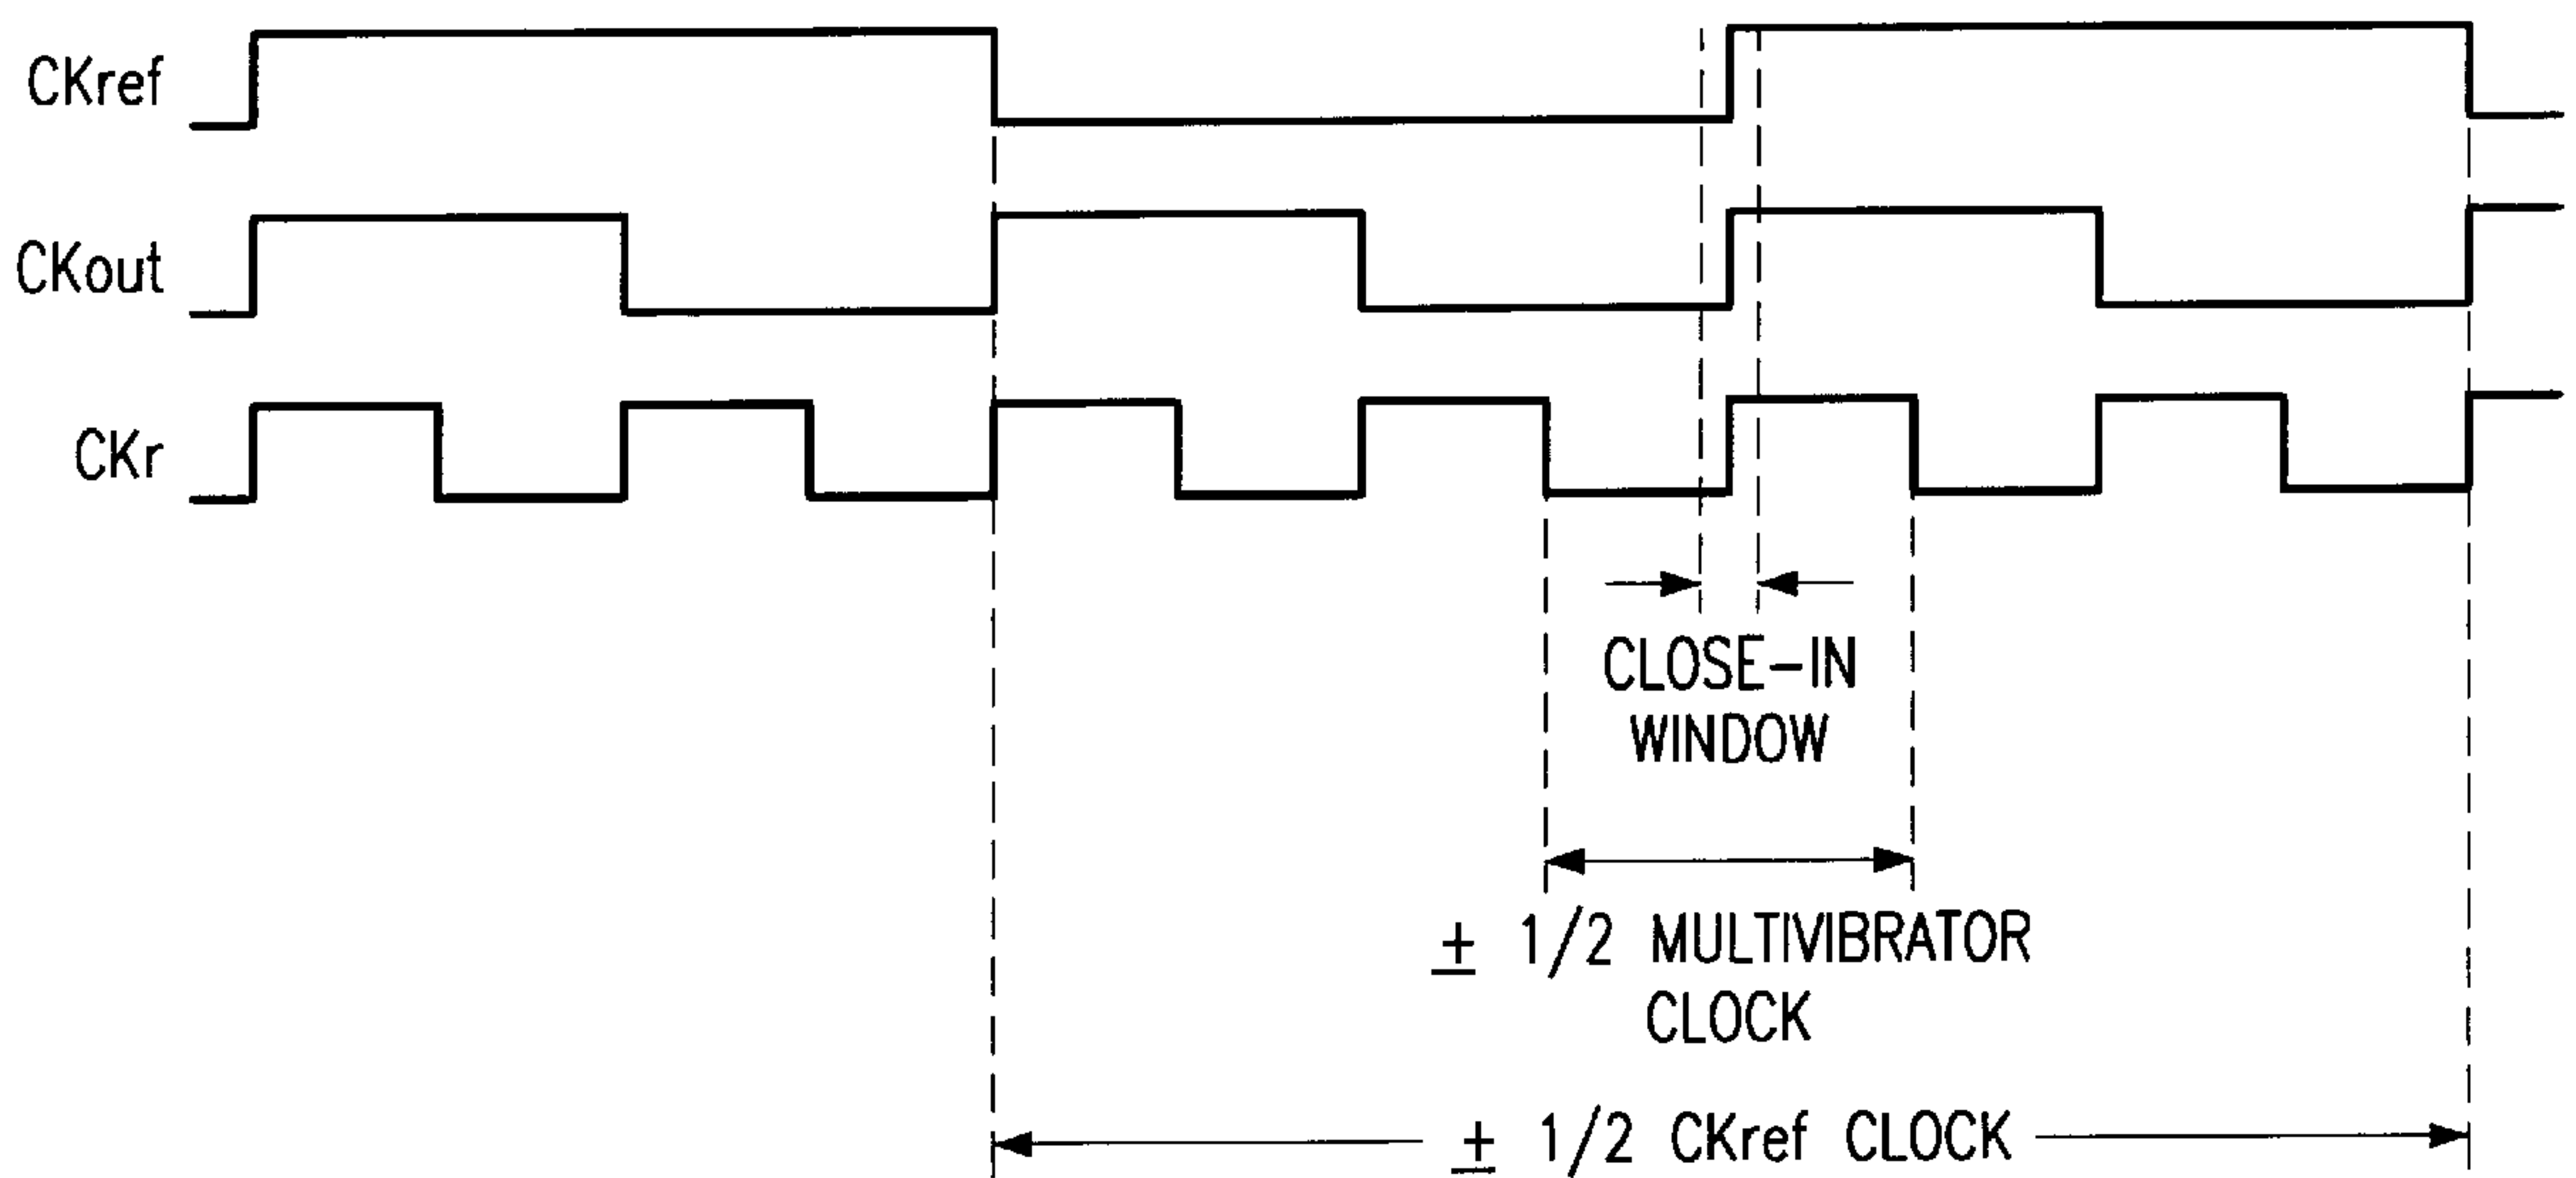 CKref
CKout
CKr
CLOSE-IN
WINDOW
± 1/2 MULTIVIBRATOR
CLOCK
± 1/2 CKref CLOCK